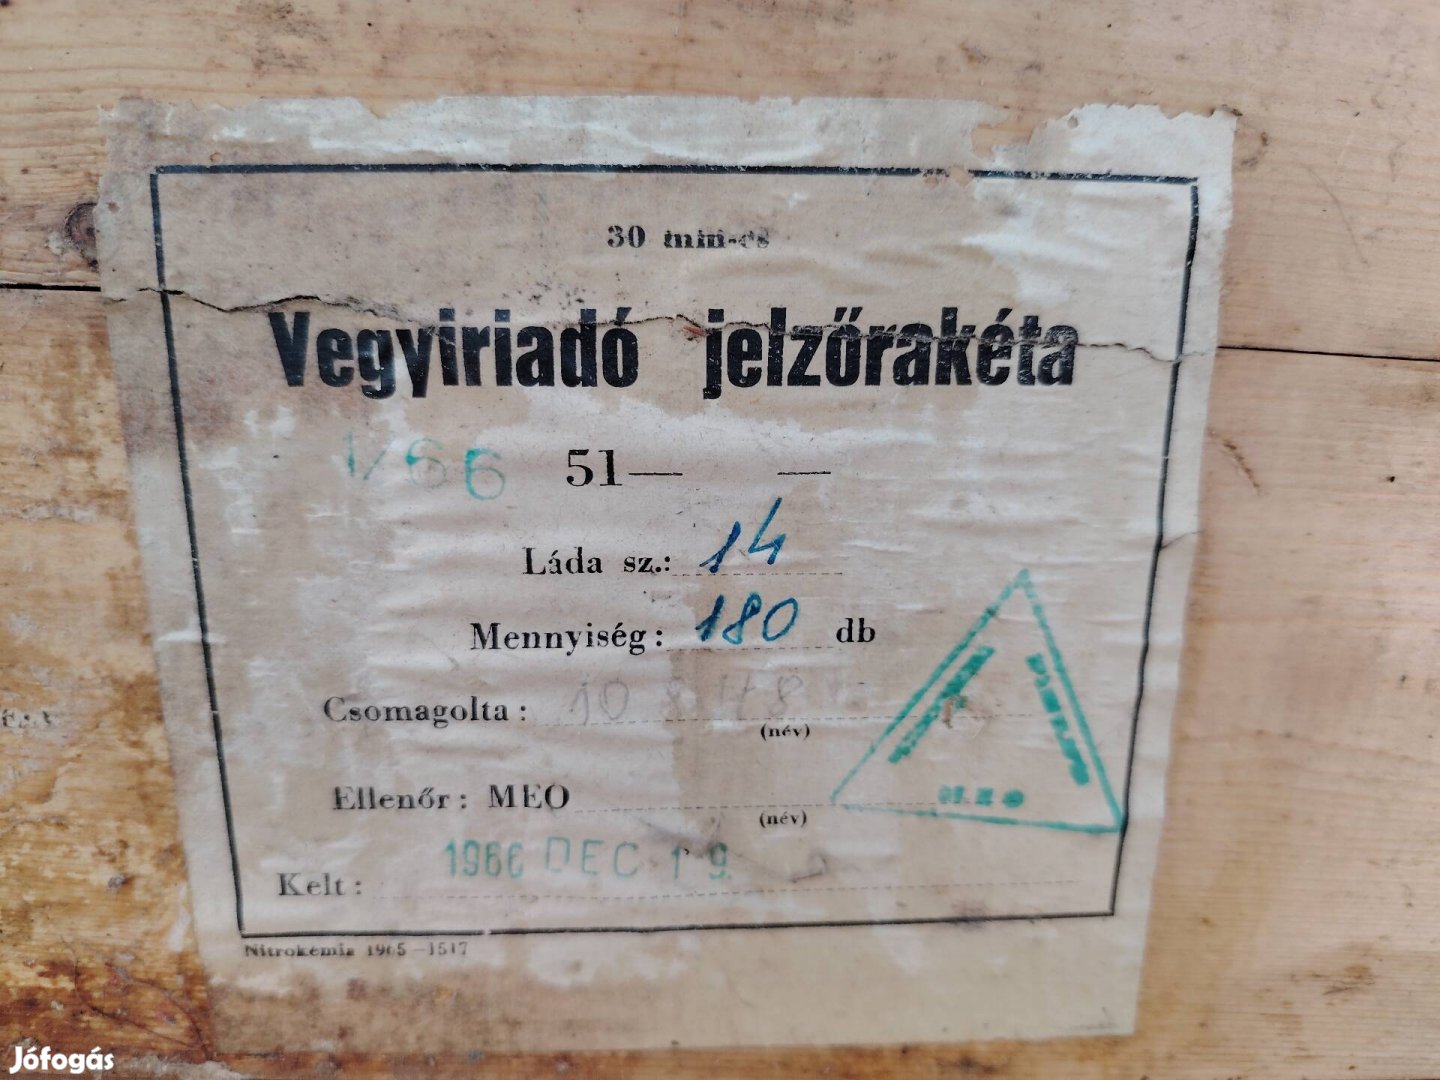 30 mm-es
Vegyiriadó jelzőrakéta
1/66 51— —
Láda sz.: 14
Mennyiség: 180 db
Csomagolta:
(név)
Ellenőr: MEO
(név)
Kelt: 1966 DEC 19.
Nitrokémia 1965—1517
MEO
Jófogás